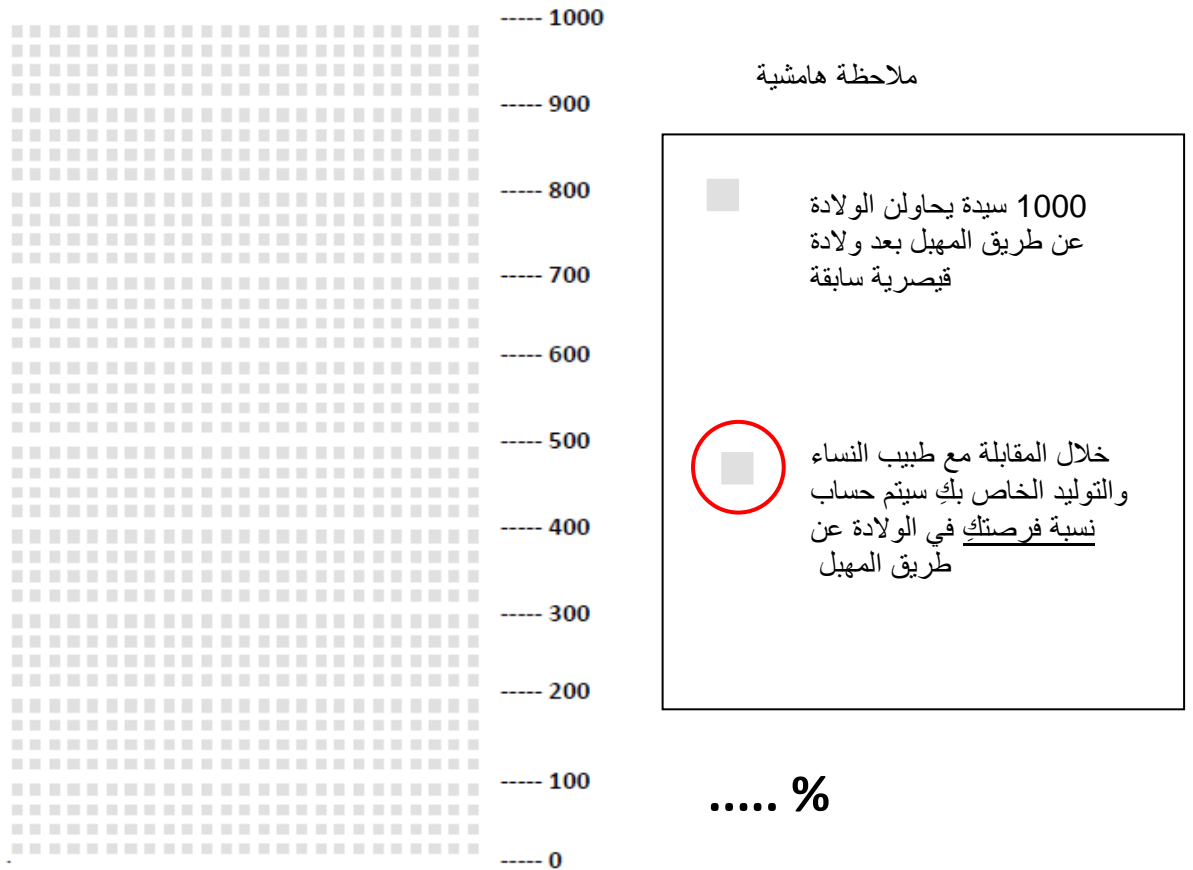 ----- 1000
----- 900
----- 800
----- 700
----- 600
----- 500
----- 400
----- 300
----- 200
----- 100
----- 0
ملاحظة هامشية
1000 سيدة يحاولن الولادة
عن طريق المهبل بعد ولادة
قيصرية سابقة
خلال المقابلة مع طبيب النساء
والتوليد الخاص بكِ سيتم حساب
نسبة فرصتكِ في الولادة عن
طريق المهبل
..... %